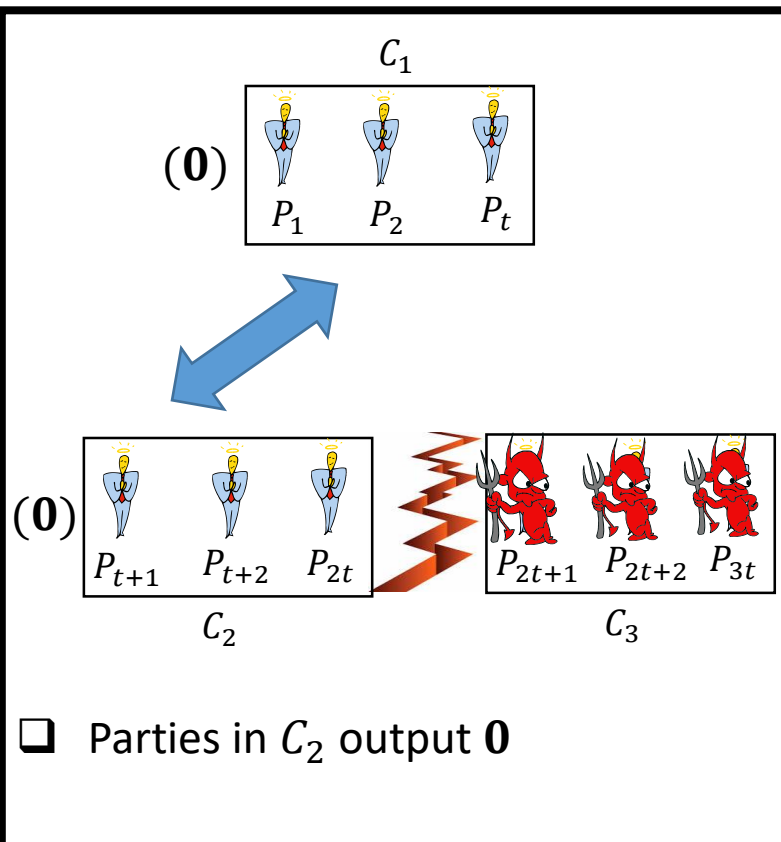 C₁
(0)
P₁ P₂ Pₜ
(0)
Pₜ₊₁ Pₜ₊₂ P₂ₜ P₂ₜ₊₁ P₂ₜ₊₂ P₃ₜ
C₂ C₃
❑ Parties in C₂ output 0